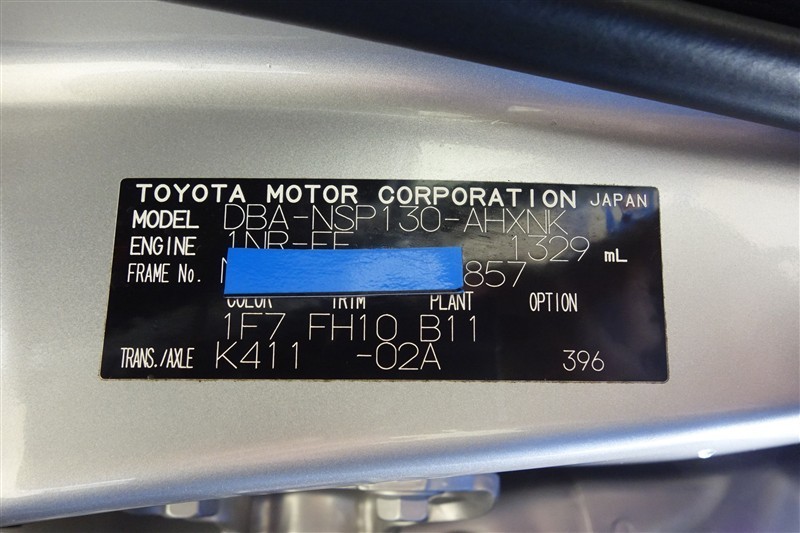 TOYOTA MOTOR CORPORATION JAPAN
MODEL DBA-NSP130-AHXNK
ENGINE 1NR-FE 1329 mL
FRAME No. N 857
COLOR TRIM PLANT OPTION
1F7 FH10 B11
TRANS./AXLE K411 -02A 396